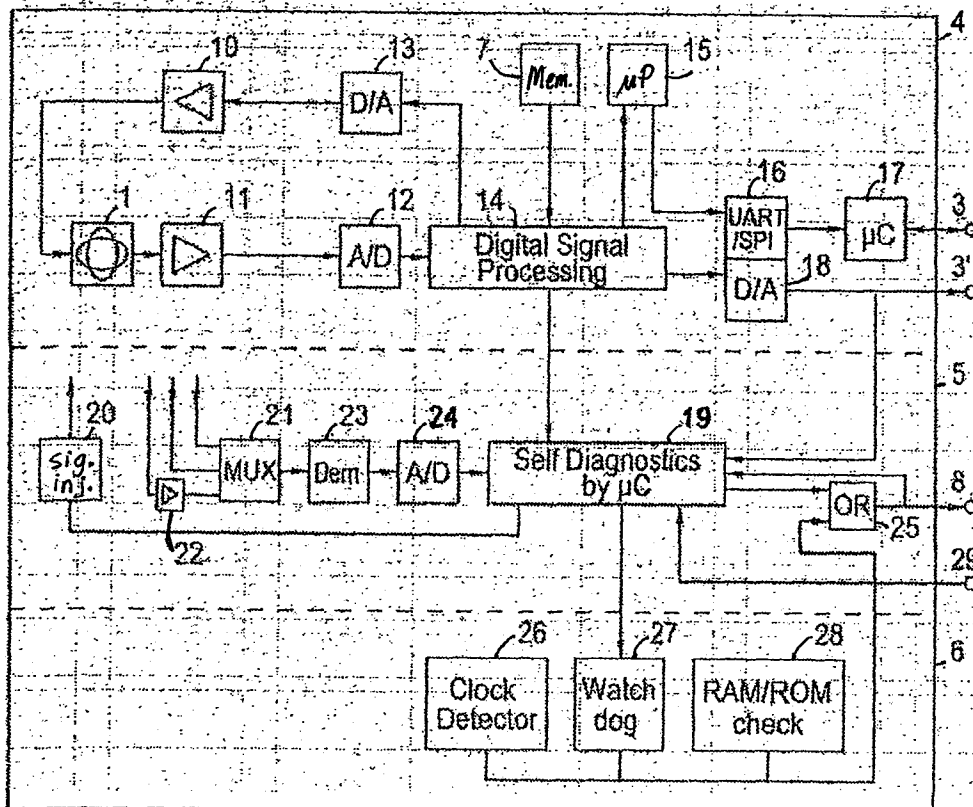 10
13
7
15
4
Mem.
μP
D/A
1
11
12
14
16
17
3
A/D
Digital Signal
Processing
UART
/SPI
μC
3'
D/A
18
5
20
21
23
24
19
sig.
inj.
MUX
Dem
A/D
Self Diagnostics
by μC
8
OR
25
22
29
26
27
28
6
Clock
Detector
Watch
dog
RAM/ROM
check